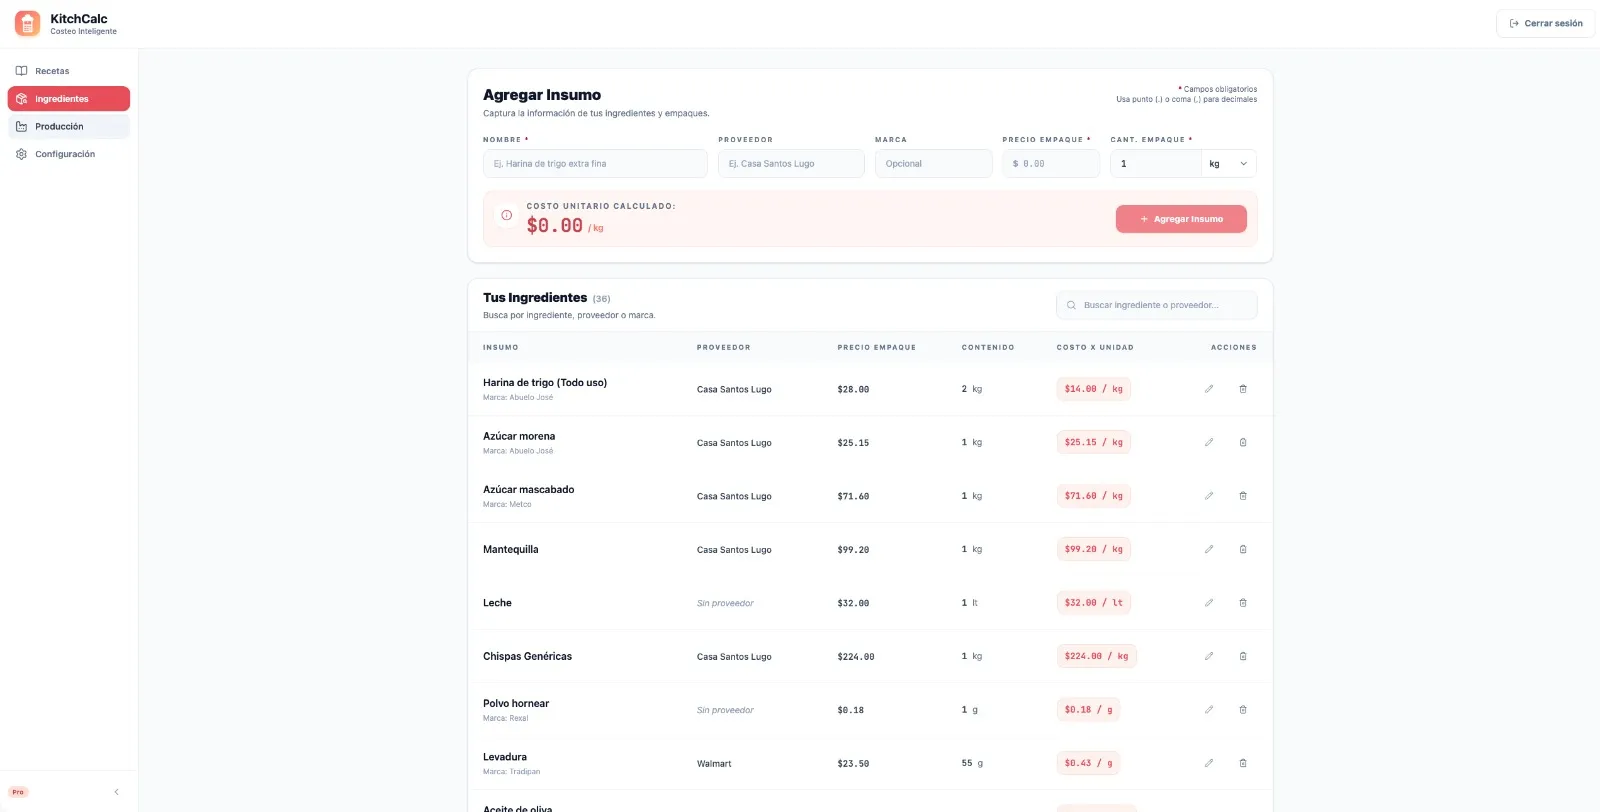 KitchCalc
Costeo Inteligente
Cerrar sesión
Recetas
Ingredientes
Producción
Configuración
Pro
Agregar Insumo
Captura la información de tus ingredientes y empaques.
* Campos obligatorios
Usa punto (.) o coma (,) para decimales
NOMBRE * PROVEEDOR MARCA PRECIO EMPAQUE * CANT. EMPAQUE *
Ej. Harina de trigo extra fina Ej. Casa Santos Lugo Opcional $ 0.00 1 kg
COSTO UNITARIO CALCULADO:
$0.00 / kg
+ Agregar Insumo
Tus Ingredientes (36)
Busca por ingrediente, proveedor o marca.
Buscar ingrediente o proveedor...
INSUMO PROVEEDOR PRECIO EMPAQUE CONTENIDO COSTO X UNIDAD ACCIONES
Harina de trigo (Todo uso)
Marca: Abuelo José
Casa Santos Lugo $28.00 2 kg $14.00 / kg
Azúcar morena
Marca: Abuelo José
Casa Santos Lugo $25.15 1 kg $25.15 / kg
Azúcar mascabado
Marca: Metco
Casa Santos Lugo $71.60 1 kg $71.60 / kg
Mantequilla Casa Santos Lugo $99.20 1 kg $99.20 / kg
Leche Sin proveedor $32.00 1 lt $32.00 / lt
Chispas Genéricas Casa Santos Lugo $224.00 1 kg $224.00 / kg
Polvo hornear
Marca: Rexal
Sin proveedor $0.18 1 g $0.18 / g
Levadura
Marca: Tradipan
Walmart $23.50 55 g $0.43 / g
Aceite de oliva